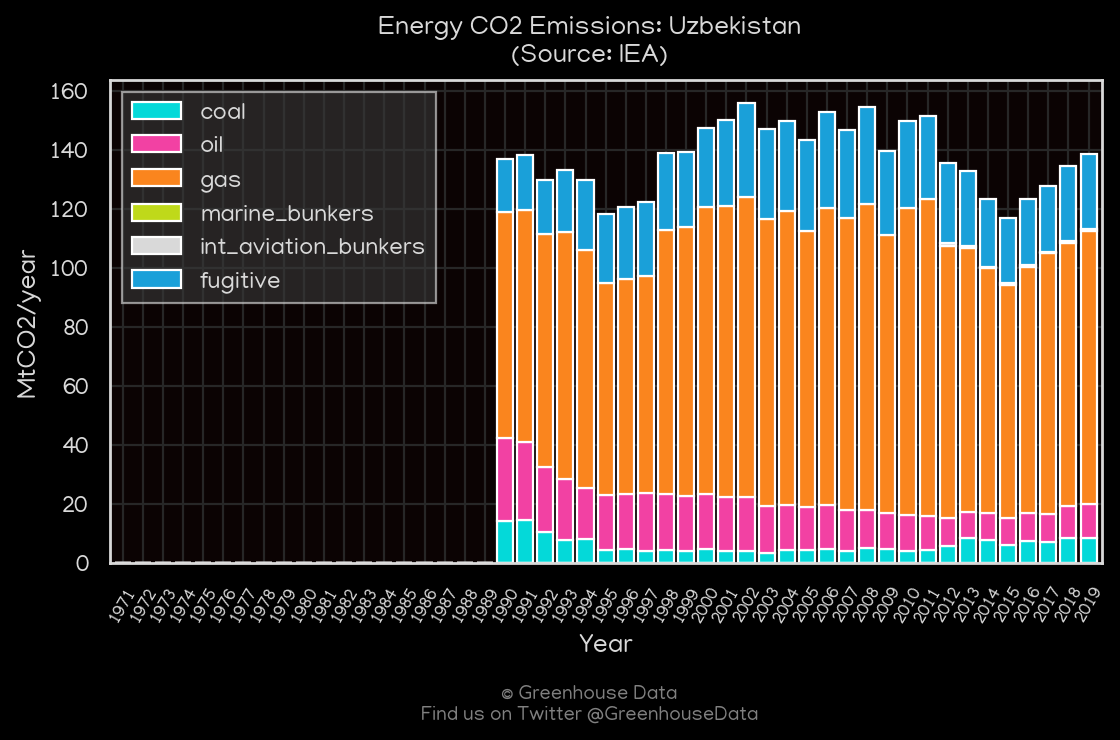 Energy CO2 Emissions: Uzbekistan
(Source: IEA)
160
140
120
100
80
60
40
20
0
MtCO2/year
coal
oil
gas
marine_bunkers
int_aviation_bunkers
fugitive
1971 1972 1973 1974 1975 1976 1977 1978 1979 1980 1981 1982 1983 1984 1985 1986 1987 1988 1989 1990 1991 1992 1993 1994 1995 1996 1997 1998 1999 2000 2001 2002 2003 2004 2005 2006 2007 2008 2009 2010 2011 2012 2013 2014 2015 2016 2017 2018 2019
Year
© Greenhouse Data
Find us on Twitter @GreenhouseData